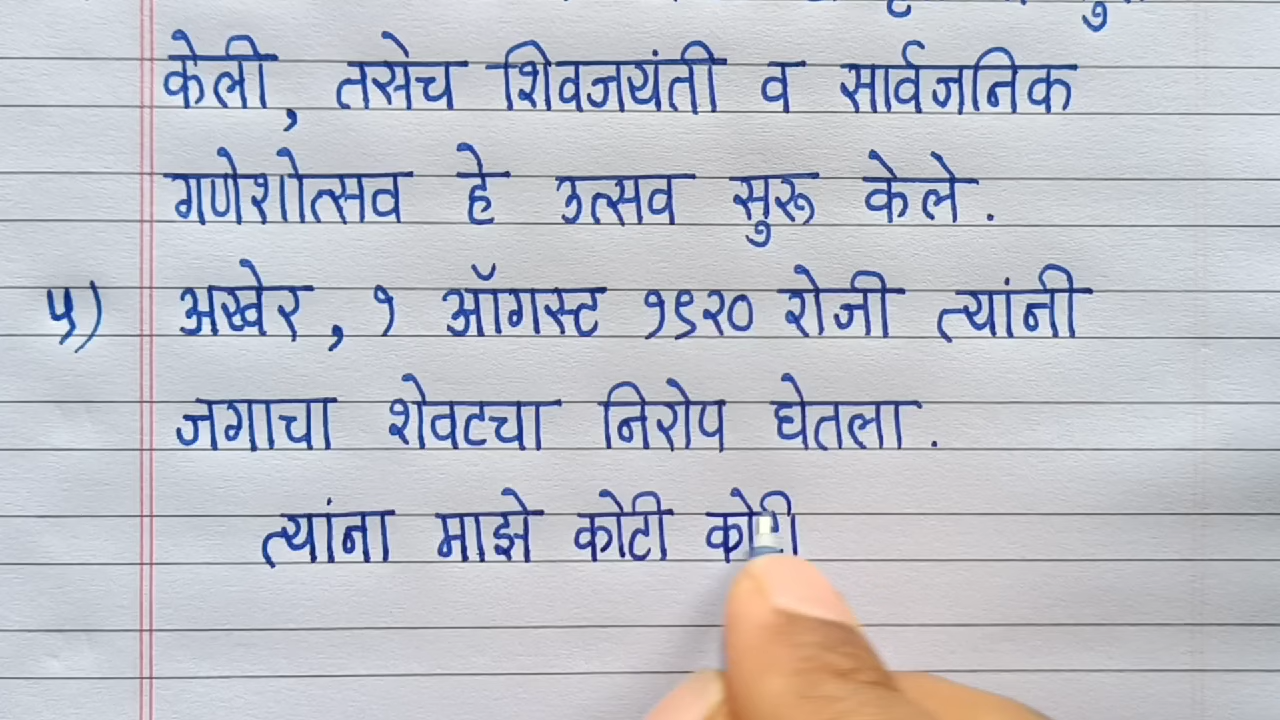 केली, तसेच शिवजयंती व सार्वजनिक
गणेशोत्सव हे उत्सव सुरू केले.
५) अखेर, १ ऑगस्ट १९२० रोजी त्यांनी
जगाचा शेवटचा निरोप घेतला.
त्यांना माझे कोटी कोटी